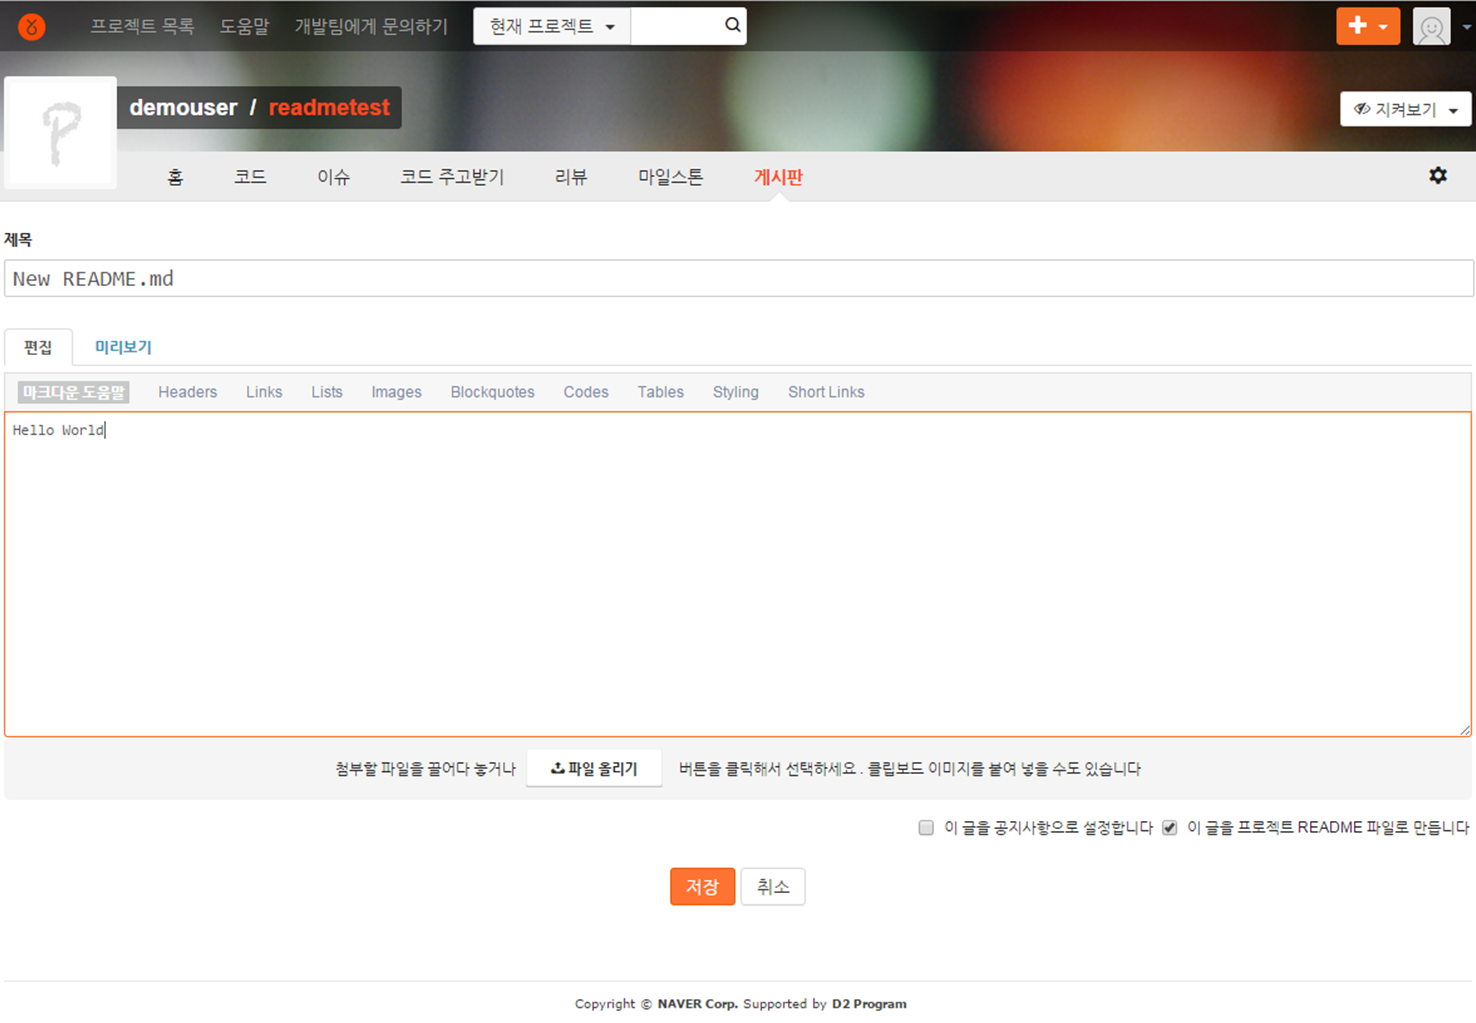 프로젝트 목록 도움말 개발팀에게 문의하기 현재 프로젝트
demouser / readmetest
지켜보기
홈 코드 이슈 코드 주고받기 리뷰 마일스톤 게시판
제목
New README.md
편집 미리보기
마크다운 도움말 Headers Links Lists Images Blockquotes Codes Tables Styling Short Links
Hello World
첨부할 파일을 끌어다 놓거나 파일 올리기 버튼을 클릭해서 선택하세요. 클립보드 이미지를 붙여 넣을 수도 있습니다
이 글을 공지사항으로 설정합니다 이 글을 프로젝트 README 파일로 만듭니다
저장 취소
Copyright © NAVER Corp. Supported by D2 Program